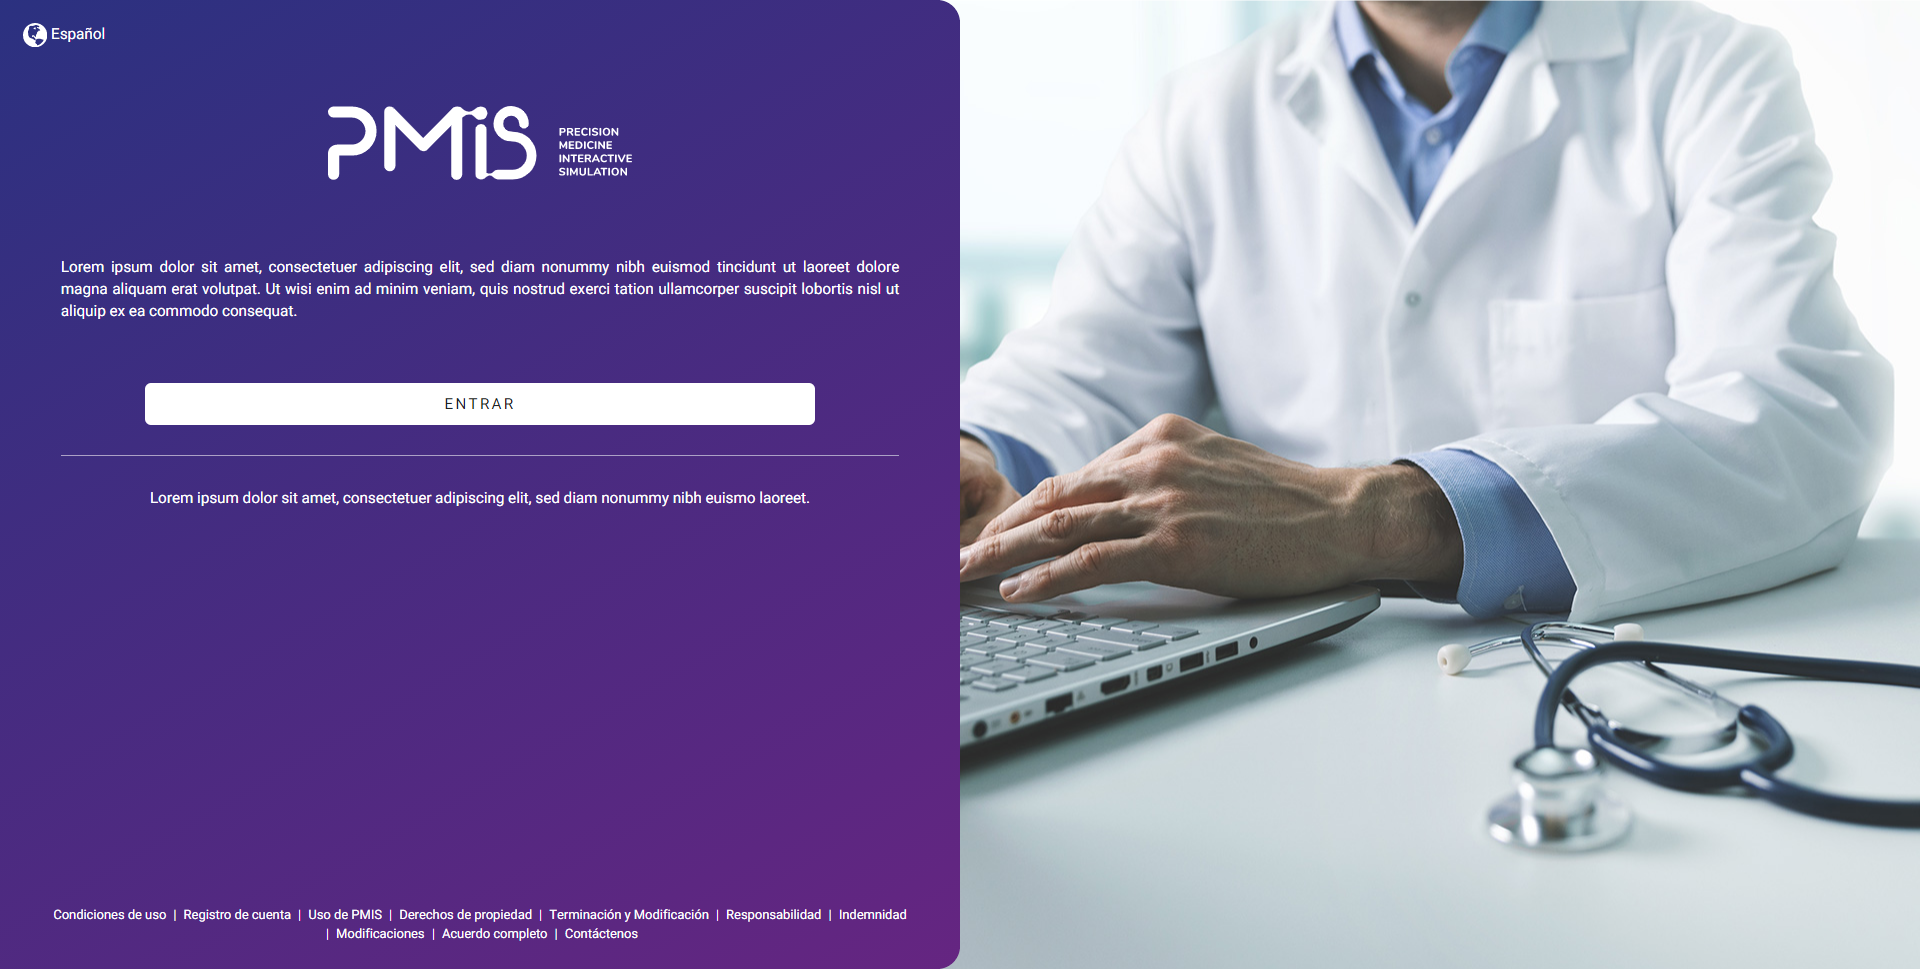 Español
PMIS
PRECISION
MEDICINE
INTERACTIVE
SIMULATION
Lorem ipsum dolor sit amet, consectetuer adipiscing elit, sed diam nonummy nibh euismod tincidunt ut laoreet dolore
magna aliquam erat volutpat. Ut wisi enim ad minim veniam, quis nostrud exerci tation ullamcorper suscipit lobortis nisl ut
aliquip ex ea commodo consequat.
ENTRAR
Lorem ipsum dolor sit amet, consectetuer adipiscing elit, sed diam nonummy nibh euismo laoreet.
Condiciones de uso | Registro de cuenta | Uso de PMIS | Derechos de propiedad | Terminación y Modificación | Responsabilidad | Indemnidad
| Modificaciones | Acuerdo completo | Contáctenos